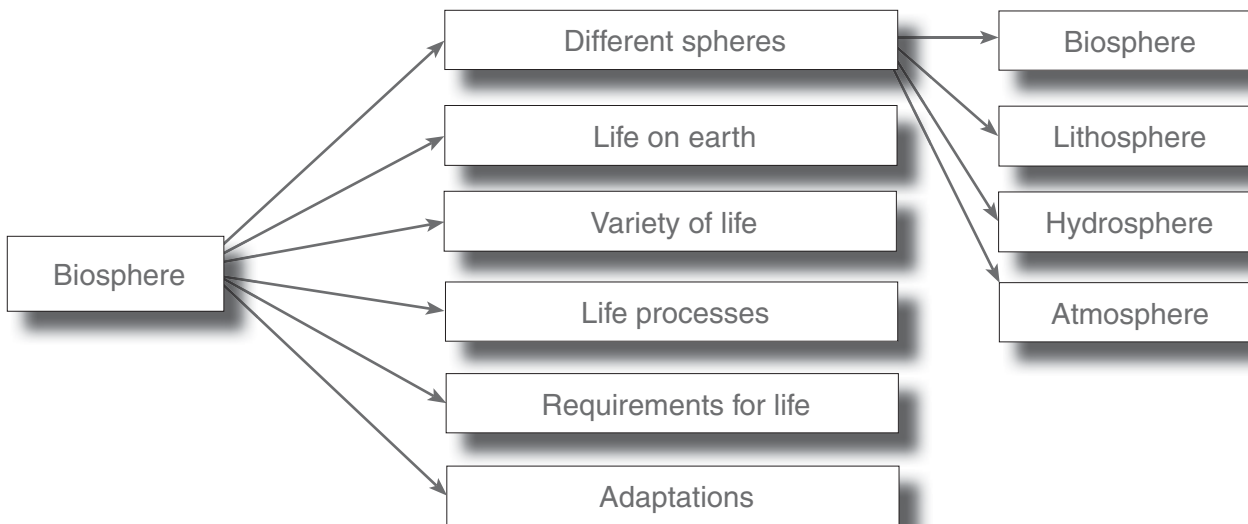 Biosphere
Different spheres
Life on earth
Variety of life
Life processes
Requirements for life
Adaptations
Biosphere
Lithosphere
Hydrosphere
Atmosphere